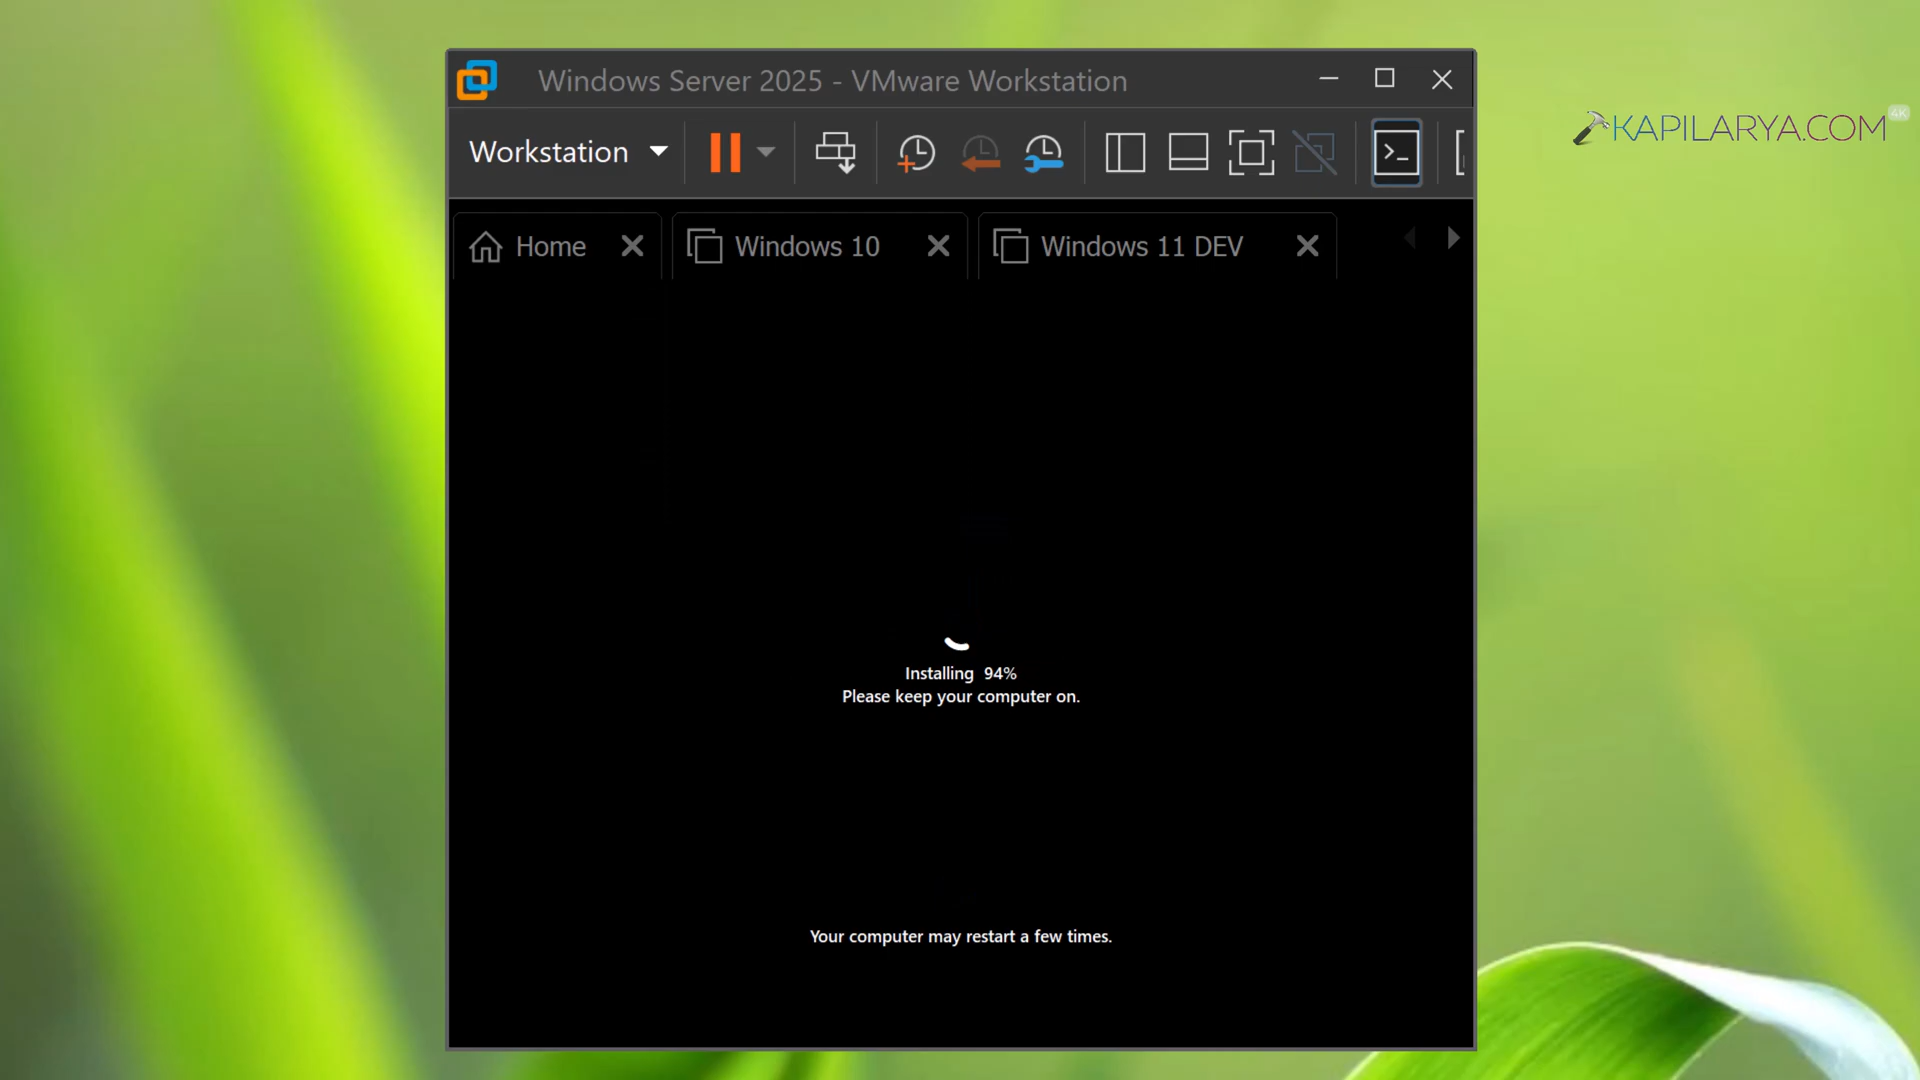 Windows Server 2025 - VMware Workstation
KAPILARYA.COM
4K
Workstation
Home
Windows 10
Windows 11 DEV
Installing 94%
Please keep your computer on.
Your computer may restart a few times.